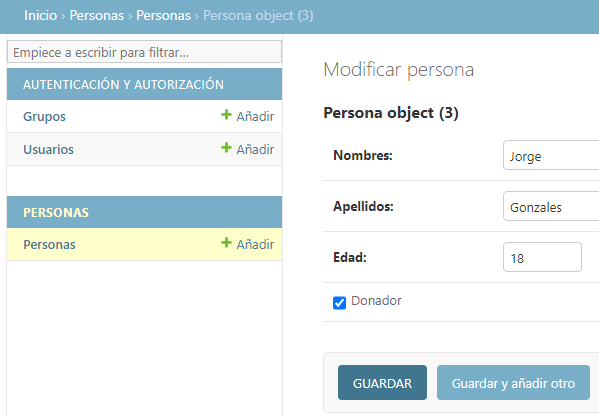 Inicio › Personas › Personas › Persona object (3)
Empiece a escribir para filtrar...
AUTENTICACIÓN Y AUTORIZACIÓN
Grupos + Añadir
Usuarios + Añadir
PERSONAS
Personas + Añadir
Modificar persona
Persona object (3)
Nombres: Jorge
Apellidos: Gonzales
Edad: 18
Donador
GUARDAR Guardar y añadir otro